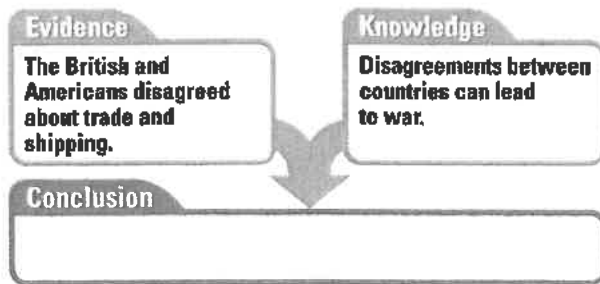 Evidence
The British and
Americans disagreed
about trade and
shipping.
Knowledge
Disagreements between
countries can lead
to war.
Conclusion